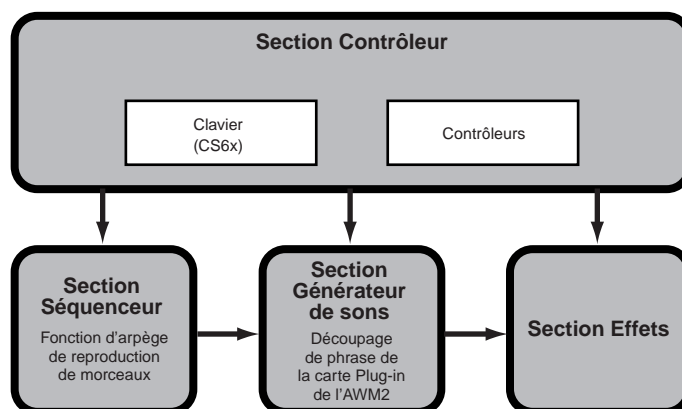 Section Contrôleur
Clavier
(CS6x)
Contrôleurs
Section
Séquenceur
Fonction d'arpège
de reproduction
de morceaux
Section
Générateur
de sons
Découpage
de phrase de
la carte Plug-in
de l'AWM2
Section Effets